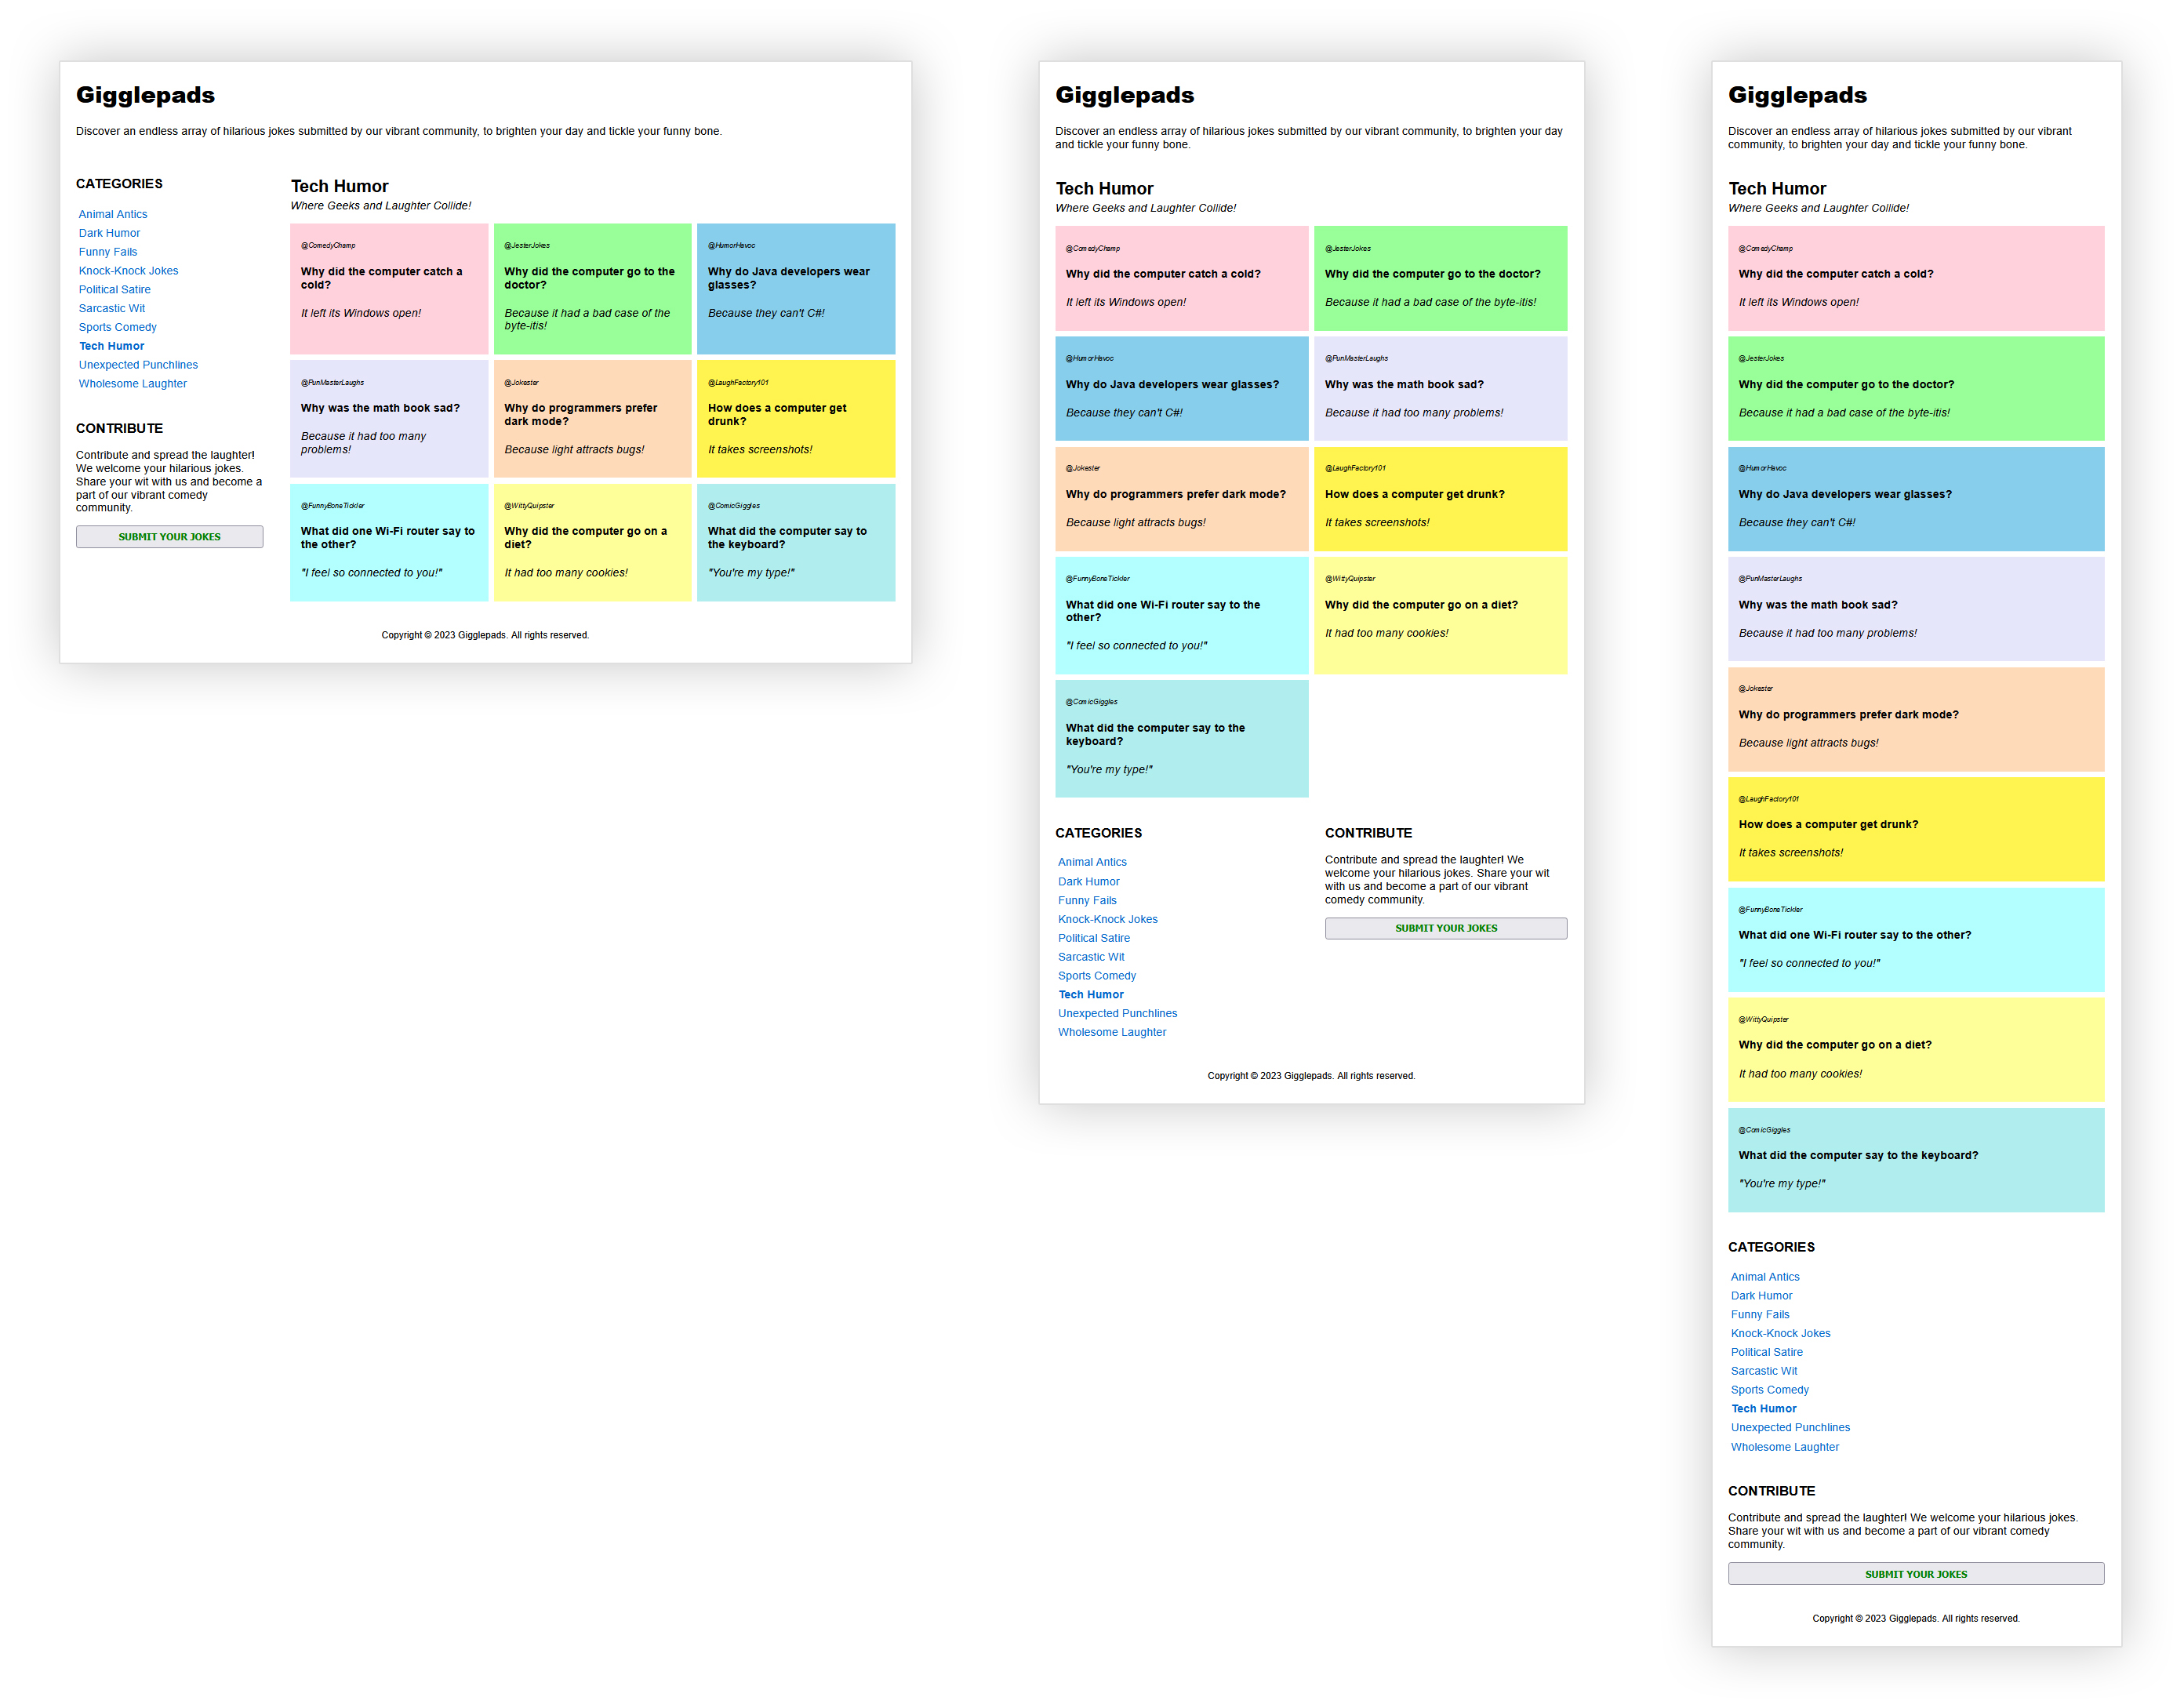 Gigglepads
Discover an endless array of hilarious jokes submitted by our vibrant community, to brighten your day and tickle your funny bone.
CATEGORIES
Animal Antics
Dark Humor
Funny Fails
Knock-Knock Jokes
Political Satire
Sarcastic Wit
Sports Comedy
Tech Humor
Unexpected Punchlines
Wholesome Laughter
CONTRIBUTE
Contribute and spread the laughter!
We welcome your hilarious jokes.
Share your wit with us and become a
part of our vibrant comedy
community.
SUBMIT YOUR JOKES
Tech Humor
Where Geeks and Laughter Collide!
@ComedyChamp
Why did the computer catch a
cold?
It left its Windows open!
@JesterJokes
Why did the computer go to the
doctor?
Because it had a bad case of the
byte-itis!
@HumorHavoc
Why do Java developers wear
glasses?
Because they can't C#!
@PunMasterLaughs
Why was the math book sad?
Because it had too many
problems!
@Jokester
Why do programmers prefer
dark mode?
Because light attracts bugs!
@LaughFactory101
How does a computer get
drunk?
It takes screenshots!
@FunnyBoneTickler
What did one Wi-Fi router say to
the other?
"I feel so connected to you!"
@WittyQuipster
Why did the computer go on a
diet?
It had too many cookies!
@ComicGiggles
What did the computer say to
the keyboard?
"You're my type!"
Copyright © 2023 Gigglepads. All rights reserved.
Gigglepads
Discover an endless array of hilarious jokes submitted by our vibrant community, to brighten your day
and tickle your funny bone.
Tech Humor
Where Geeks and Laughter Collide!
@ComedyChamp
Why did the computer catch a cold?
It left its Windows open!
@JesterJokes
Why did the computer go to the doctor?
Because it had a bad case of the byte-itis!
@HumorHavoc
Why do Java developers wear glasses?
Because they can't C#!
@PunMasterLaughs
Why was the math book sad?
Because it had too many problems!
@Jokester
Why do programmers prefer dark mode?
Because light attracts bugs!
@LaughFactory101
How does a computer get drunk?
It takes screenshots!
@FunnyBoneTickler
What did one Wi-Fi router say to the
other?
"I feel so connected to you!"
@WittyQuipster
Why did the computer go on a diet?
It had too many cookies!
@ComicGiggles
What did the computer say to the
keyboard?
"You're my type!"
CATEGORIES
Animal Antics
Dark Humor
Funny Fails
Knock-Knock Jokes
Political Satire
Sarcastic Wit
Sports Comedy
Tech Humor
Unexpected Punchlines
Wholesome Laughter
CONTRIBUTE
Contribute and spread the laughter! We
welcome your hilarious jokes. Share your wit
with us and become a part of our vibrant
comedy community.
SUBMIT YOUR JOKES
Copyright © 2023 Gigglepads. All rights reserved.
Gigglepads
Discover an endless array of hilarious jokes submitted by our vibrant
community, to brighten your day and tickle your funny bone.
Tech Humor
Where Geeks and Laughter Collide!
@ComedyChamp
Why did the computer catch a cold?
It left its Windows open!
@JesterJokes
Why did the computer go to the doctor?
Because it had a bad case of the byte-itis!
@HumorHavoc
Why do Java developers wear glasses?
Because they can't C#!
@PunMasterLaughs
Why was the math book sad?
Because it had too many problems!
@Jokester
Why do programmers prefer dark mode?
Because light attracts bugs!
@LaughFactory101
How does a computer get drunk?
It takes screenshots!
@FunnyBoneTickler
What did one Wi-Fi router say to the other?
"I feel so connected to you!"
@WittyQuipster
Why did the computer go on a diet?
It had too many cookies!
@ComicGiggles
What did the computer say to the keyboard?
"You're my type!"
CATEGORIES
Animal Antics
Dark Humor
Funny Fails
Knock-Knock Jokes
Political Satire
Sarcastic Wit
Sports Comedy
Tech Humor
Unexpected Punchlines
Wholesome Laughter
CONTRIBUTE
Contribute and spread the laughter! We welcome your hilarious jokes.
Share your wit with us and become a part of our vibrant comedy
community.
SUBMIT YOUR JOKES
Copyright © 2023 Gigglepads. All rights reserved.